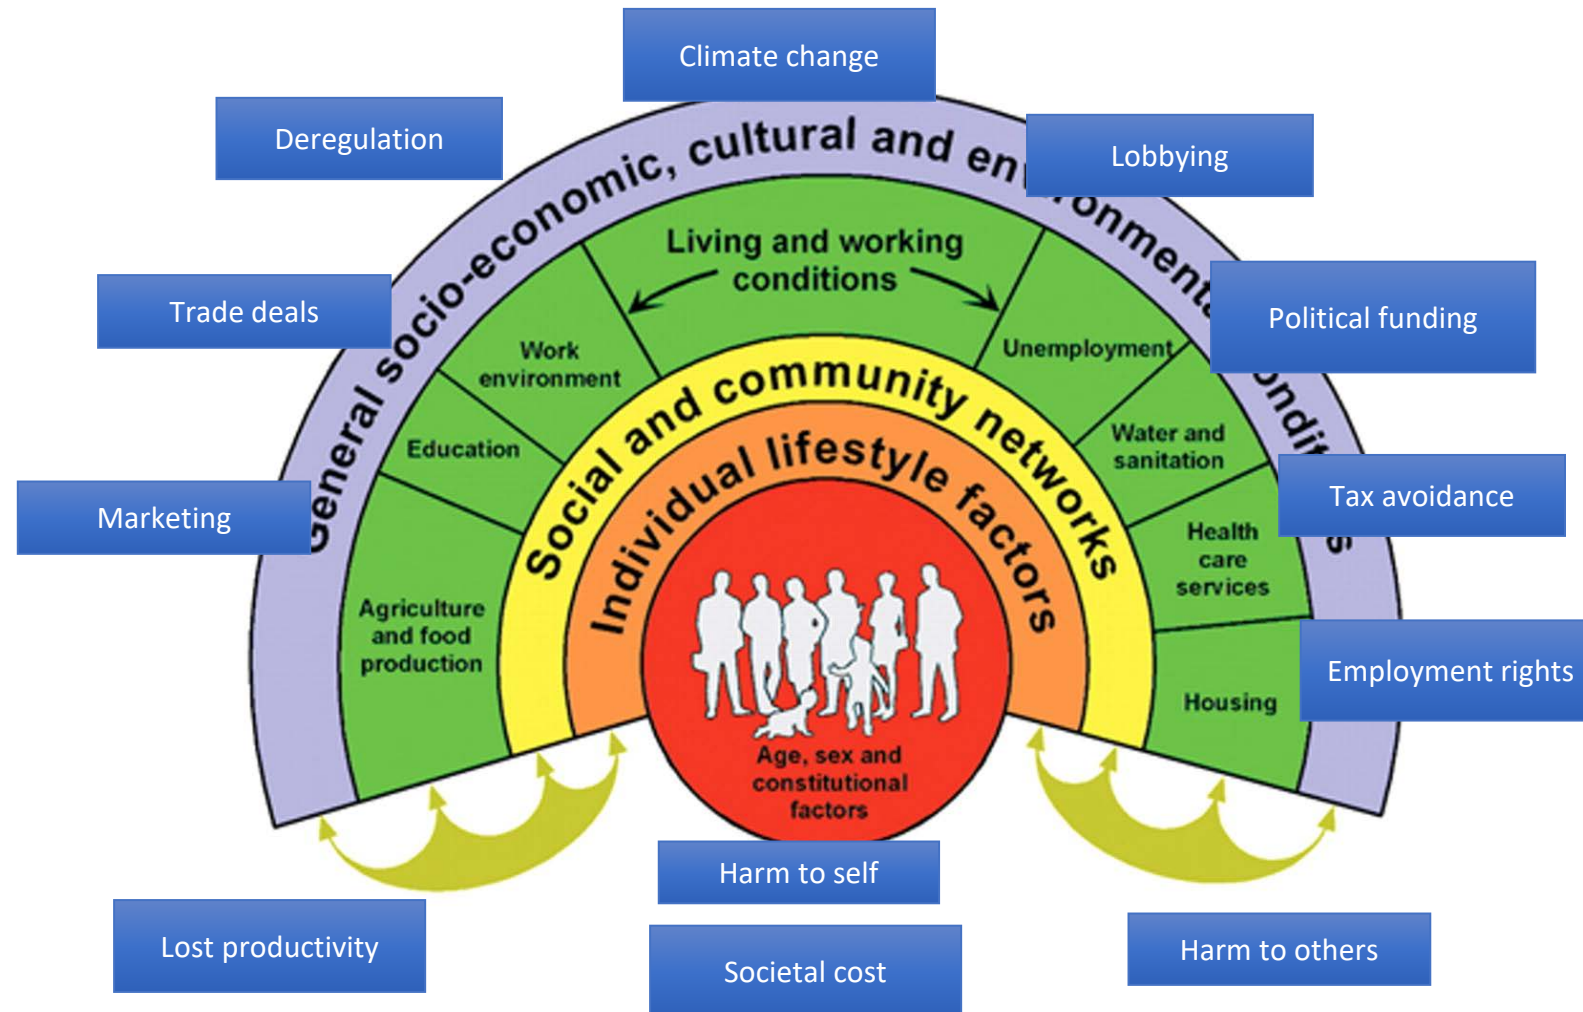 Climate change
Deregulation
Lobbying
General socio-economic, cultural and environmental conditions
Living and working
conditions
Trade deals
Political funding
Work
environment
Unemployment
Education
Water and
sanitation
Social and community networks
Individual lifestyle factors
Marketing
Tax avoidance
Health
care
services
Agriculture
and food
production
Employment rights
Housing
Age, sex and
constitutional
factors
Harm to self
Lost productivity
Societal cost
Harm to others